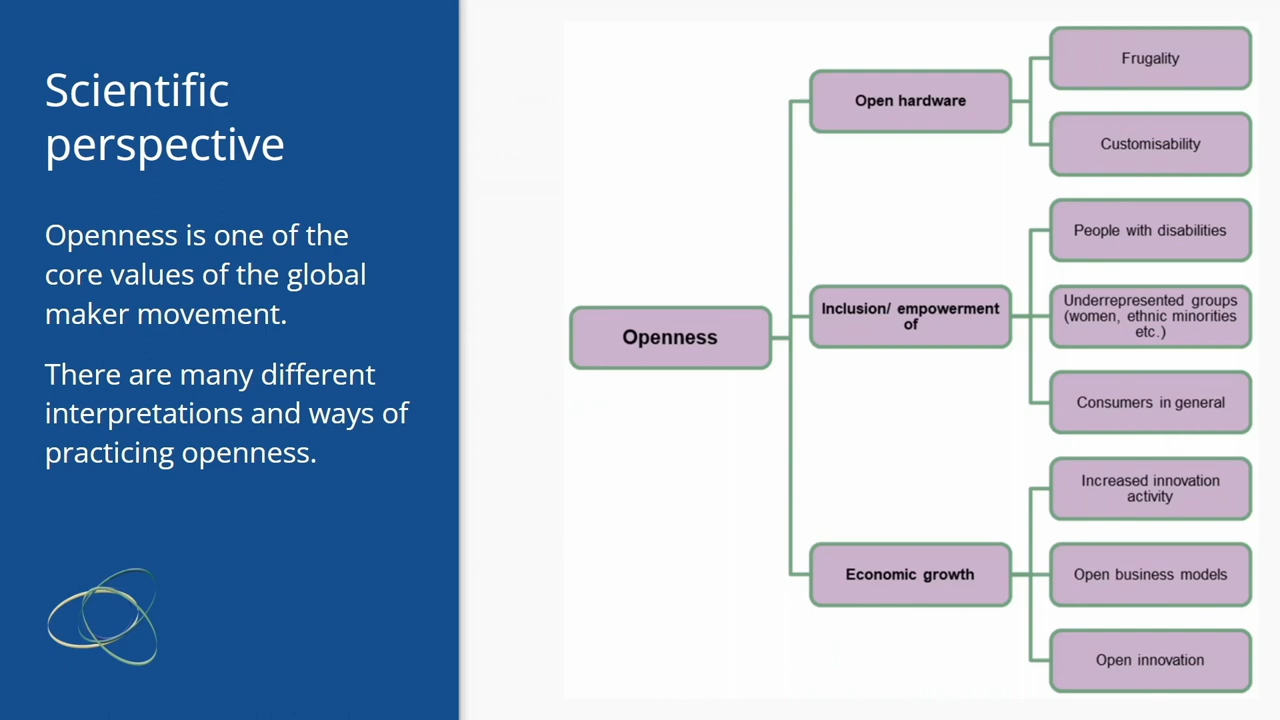 Scientific
perspective
Openness is one of the
core values of the global
maker movement.
There are many different
interpretations and ways of
practicing openness.
Openness
Open hardware
Frugality
Customisability
Inclusion/ empowerment
of
People with disabilities
Underrepresented groups
(women, ethnic minorities
etc.)
Consumers in general
Economic growth
Increased innovation
activity
Open business models
Open innovation